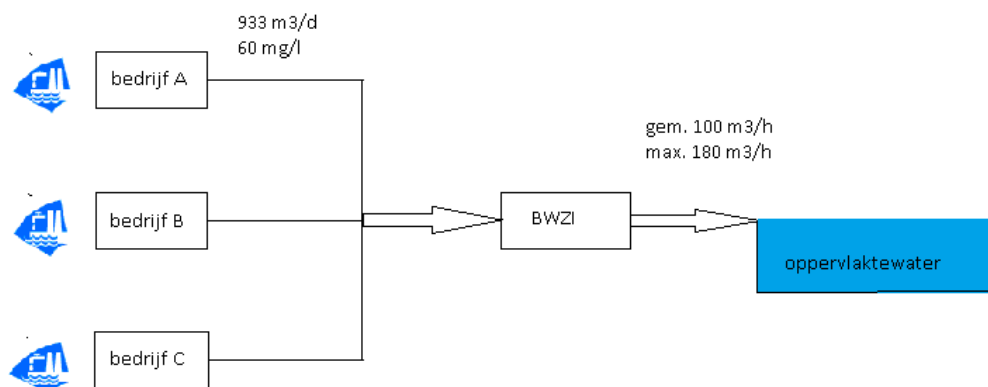 933 m3/d
60 mg/l
bedrijf A
gem. 100 m3/h
max. 180 m3/h
bedrijf B
BWZI
oppervlaktewater
bedrijf C